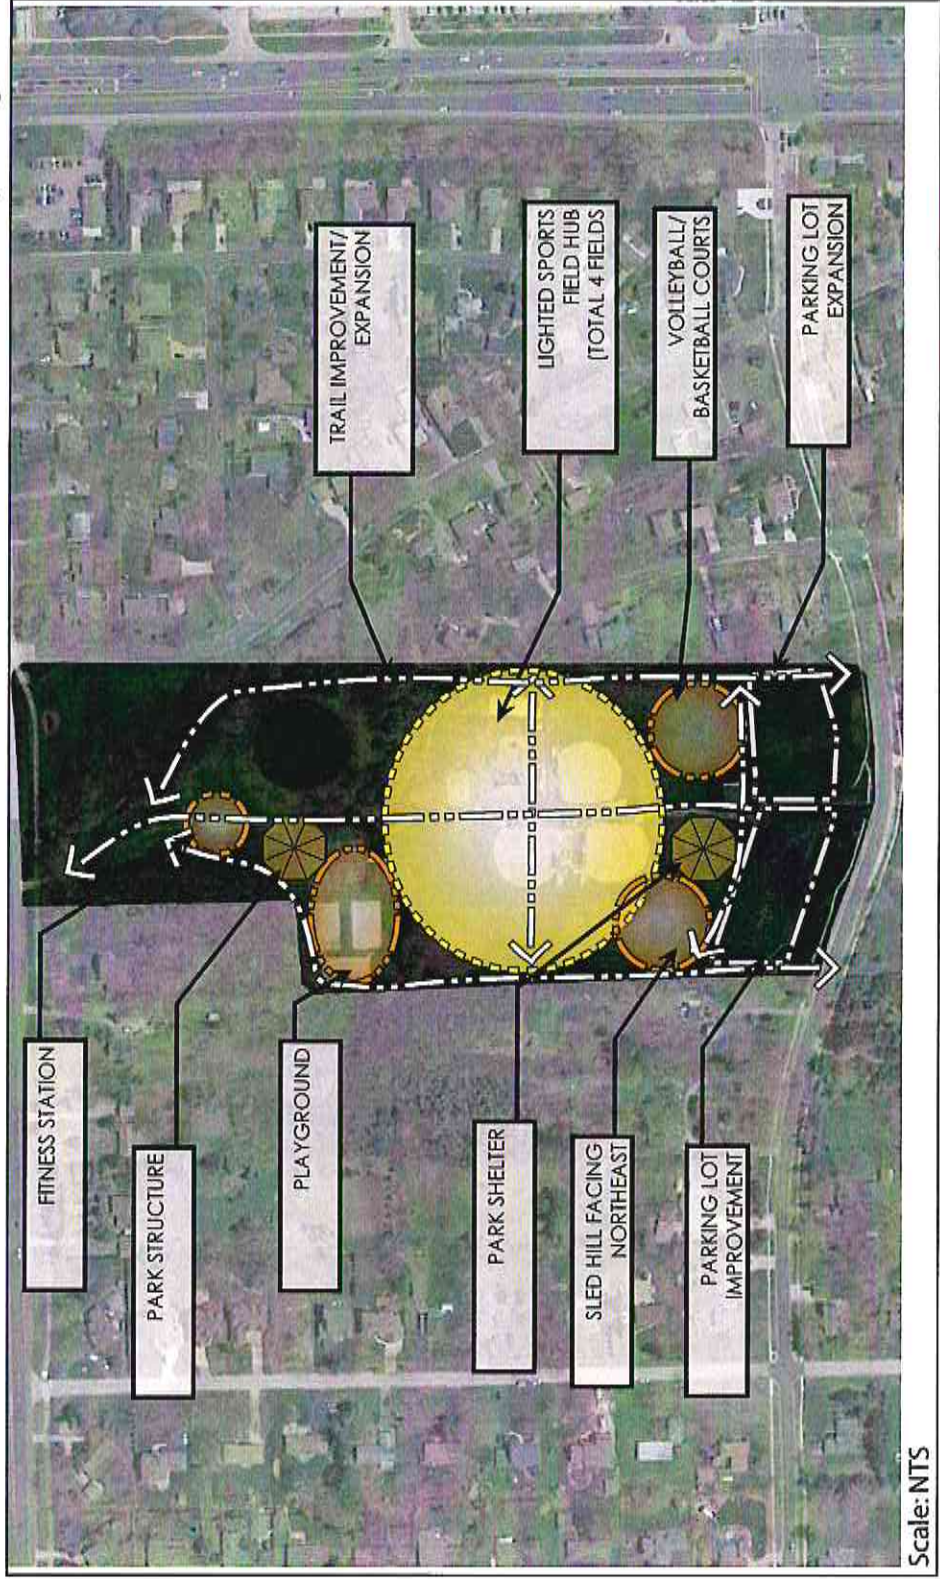 FITNESS STATION
PARK STRUCTURE
PLAYGROUND
PARK SHELTER
SLED HILL FACING
NORTHEAST
PARKING LOT
IMPROVEMENT
TRAIL IMPROVEMENT/
EXPANSION
LIGHTED SPORTS
FIELD HUB
(TOTAL 4 FIELDS)
VOLLEYBALL/
BASKETBALL COURTS
PARKING LOT
EXPANSION
Scale: NTS